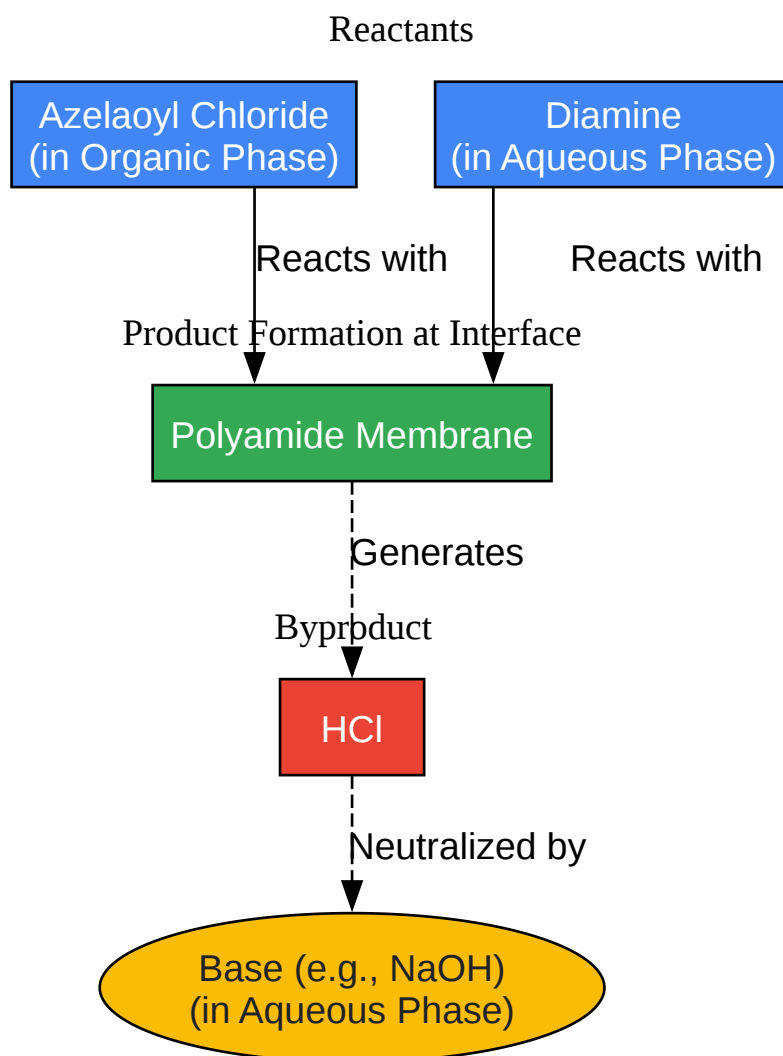 Reactants
Azelaoyl Chloride
(in Organic Phase)
Diamine
(in Aqueous Phase)
Reacts with
Reacts with
Product Formation at Interface
Polyamide Membrane
Generates
Byproduct
HCl
Neutralized by
Base (e.g., NaOH)
(in Aqueous Phase)